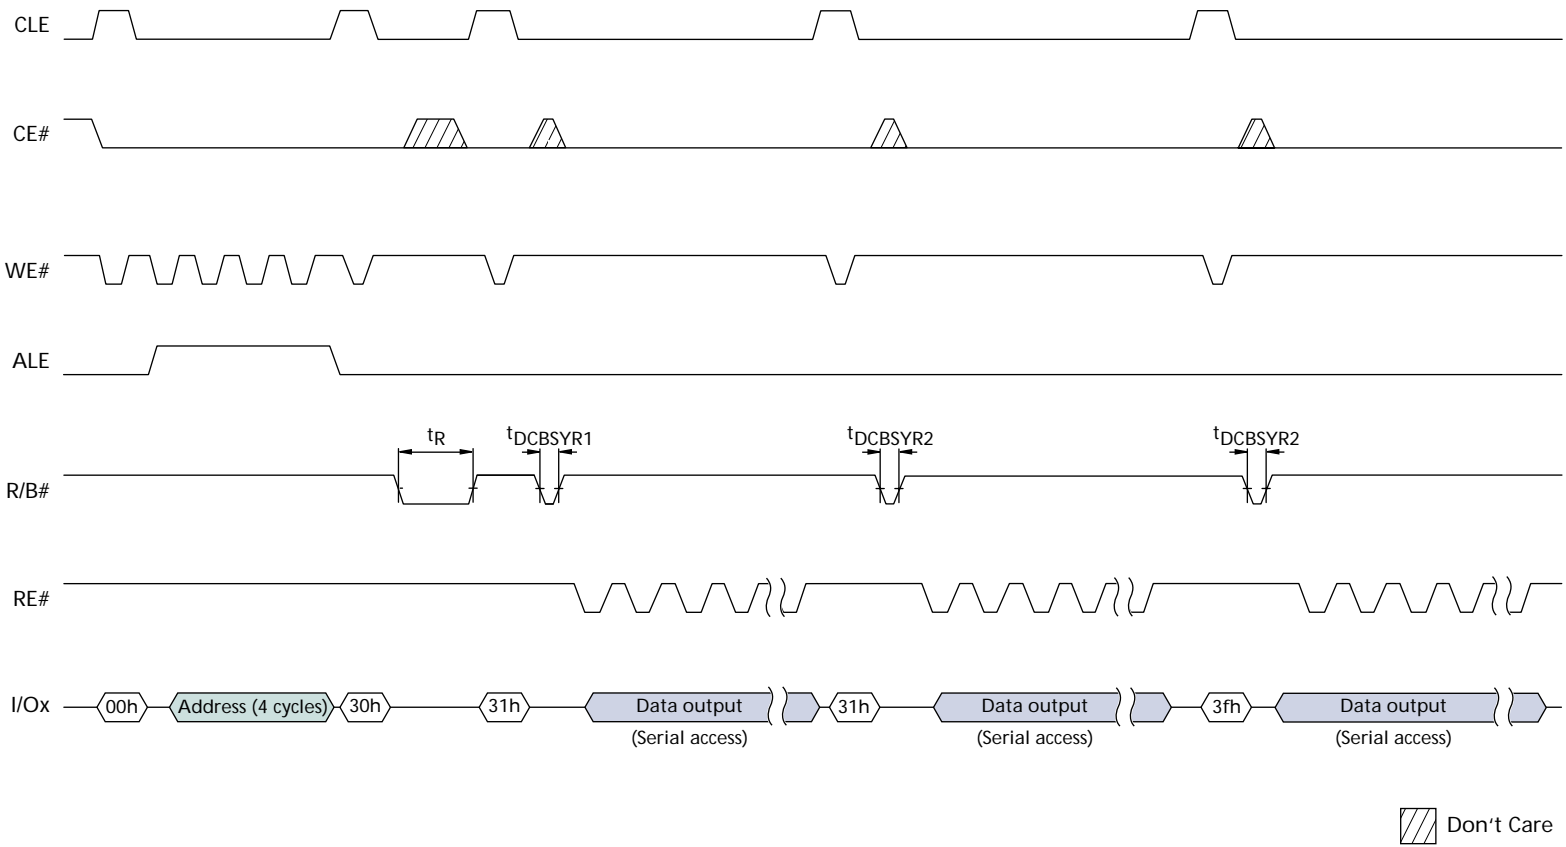 CLE
CE#
WE#
ALE
tR tDCBSYR1 tDCBSYR2 tDCBSYR2
R/B#
RE#
I/Ox 00h Address (4 cycles) 30h 31h Data output 31h Data output 3fh Data output
(Serial access) (Serial access) (Serial access)
Don't Care